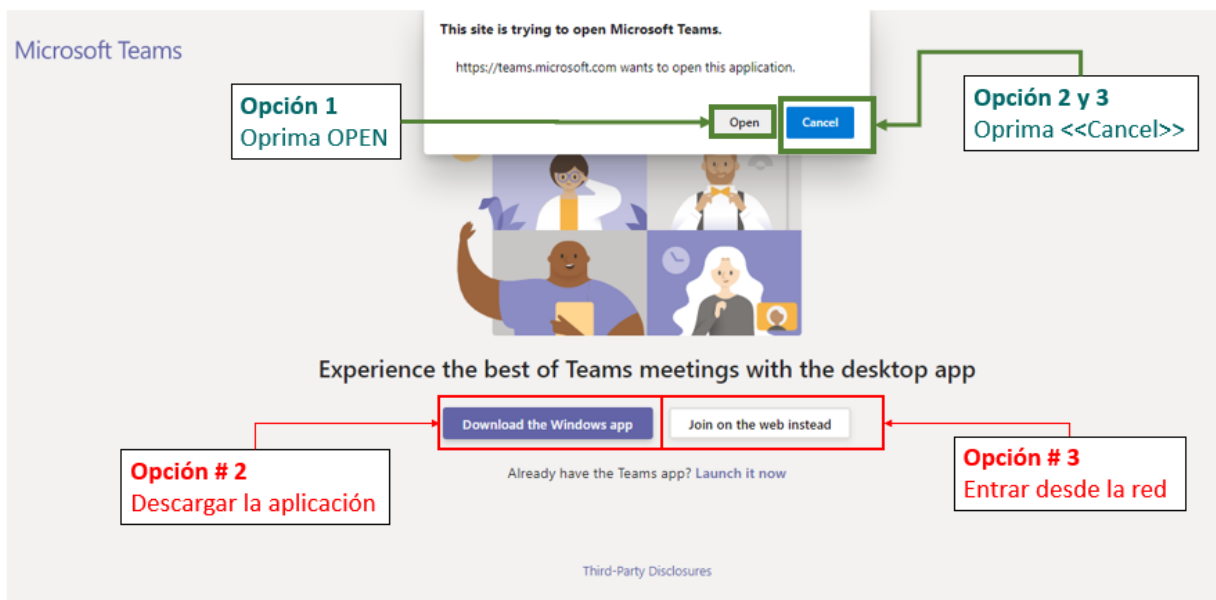 This site is trying to open Microsoft Teams.
Microsoft Teams
https://teams.microsoft.com wants to open this application.
Opción 1
Oprima OPEN
Open
Cancel
Opción 2 y 3
Oprima <<Cancel>>
Experience the best of Teams meetings with the desktop app
Download the Windows app
Join on the web instead
Already have the Teams app? Launch it now
Opción # 2
Descargar la aplicación
Opción # 3
Entrar desde la red
Third-Party Disclosures